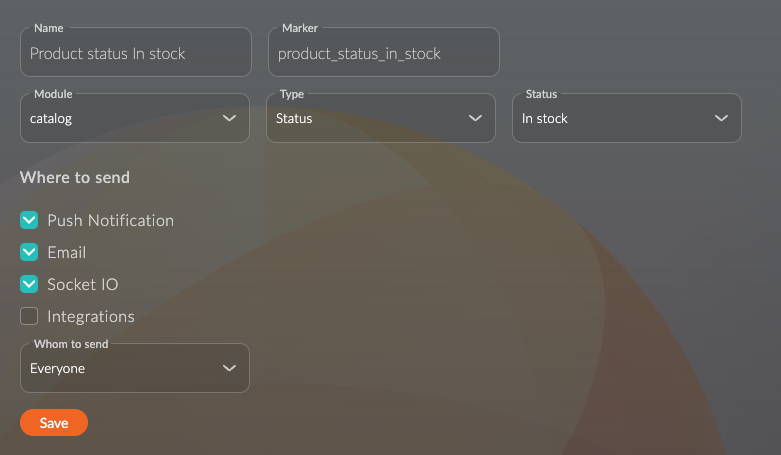 Name
Marker
Product status In stock
product_status_in_stock
Module
Type
Status
catalog
Status
In stock
Where to send
Push Notification
Email
Socket IO
Integrations
Whom to send
Everyone
Save